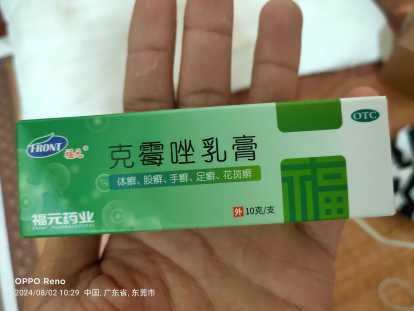 FRONT
福元
克霉唑乳膏
OTC
体癣、股癣、手癣、足癣、花斑癣
福
福元药业
外 10克/支
OPPO Reno
2024/08/02 10:29 中国, 广东省, 东莞市